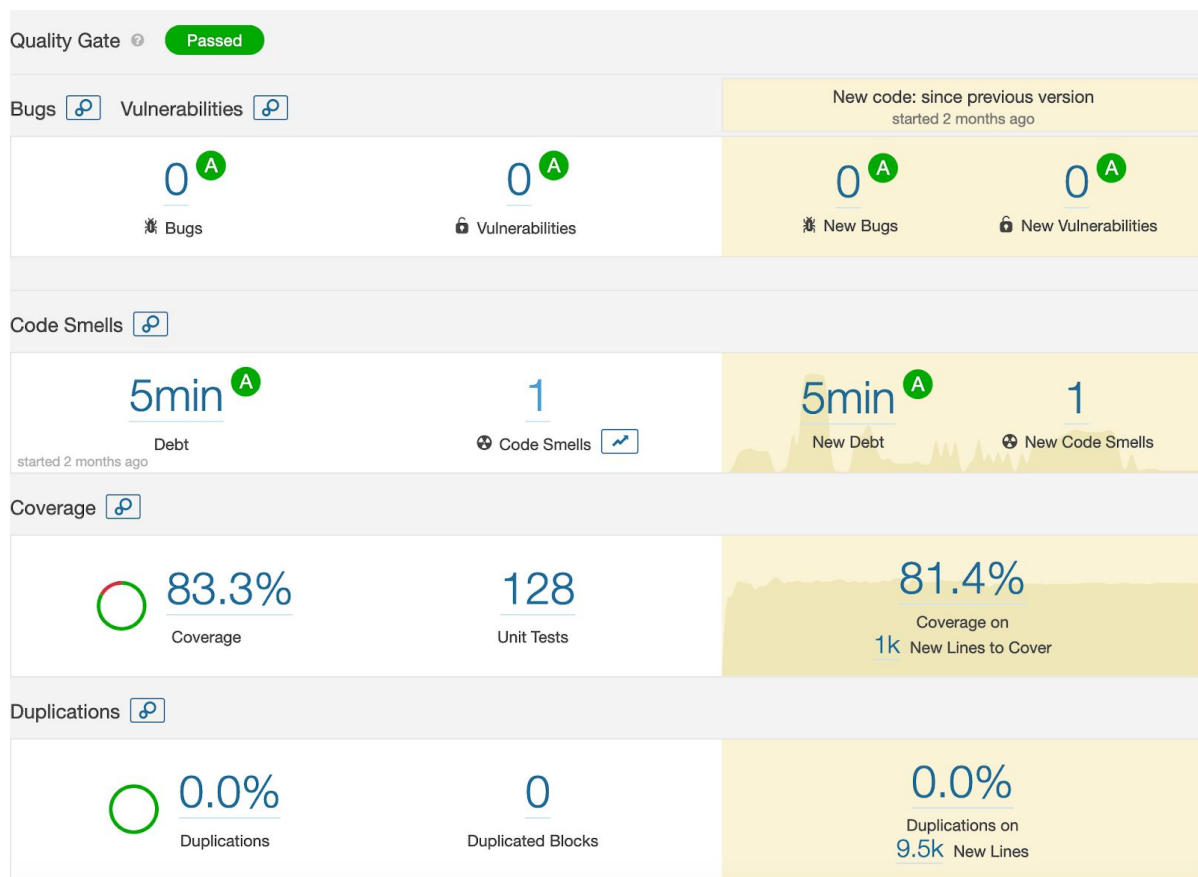 Quality Gate ? Passed
Bugs Vulnerabilities
New code: since previous version
started 2 months ago
0 A
Bugs
0 A
Vulnerabilities
0 A
New Bugs
0 A
New Vulnerabilities
Code Smells
5min A
Debt
started 2 months ago
1
Code Smells
5min A
New Debt
1
New Code Smells
Coverage
83.3%
Coverage
128
Unit Tests
81.4%
Coverage on
1k New Lines to Cover
Duplications
0.0%
Duplications
0
Duplicated Blocks
0.0%
Duplications on
9.5k New Lines